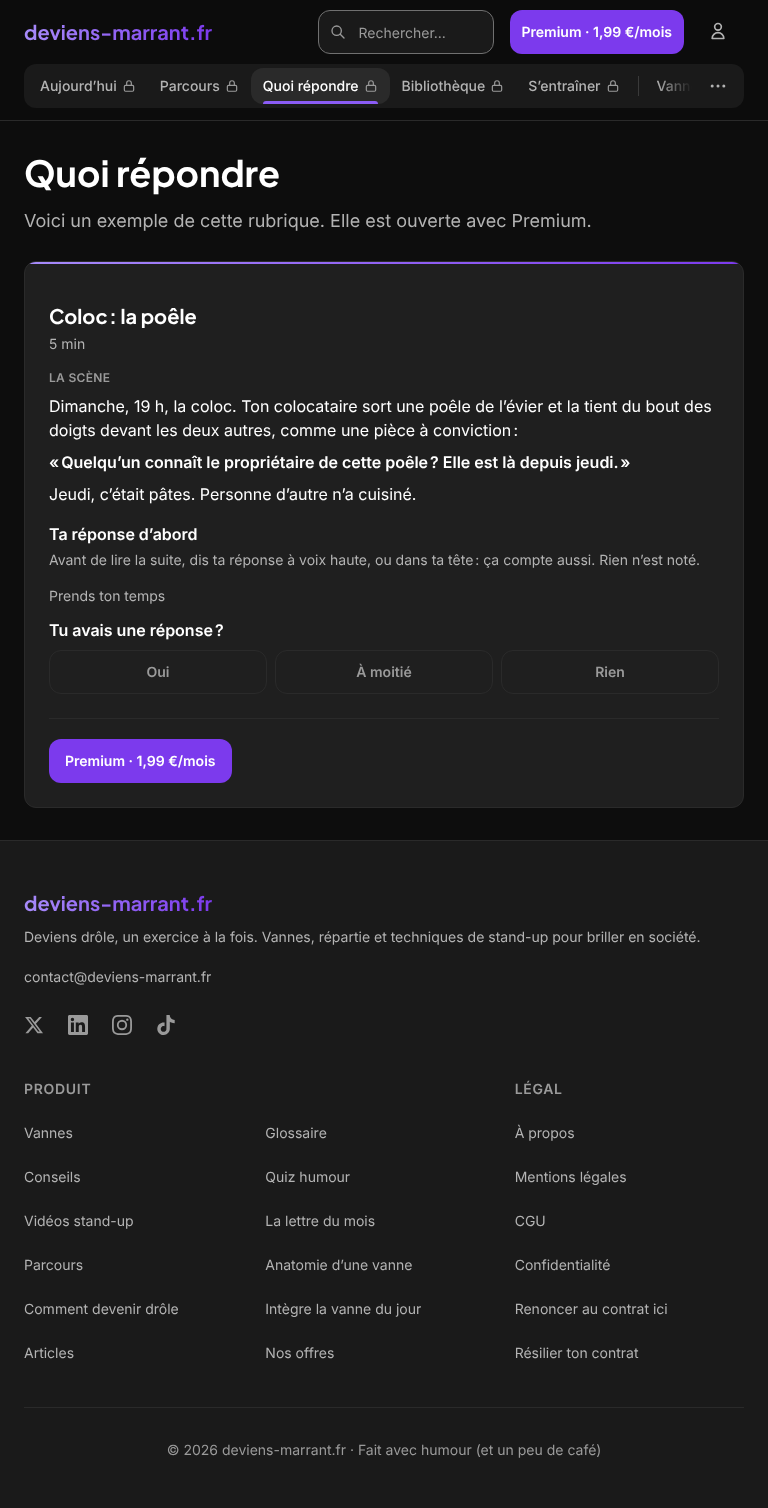 deviens-marrant.fr
Rechercher...
Premium · 1,99 €/mois
Aujourd’hui
Parcours
Quoi répondre
Bibliothèque
S’entraîner
Vann
Quoi répondre
Voici un exemple de cette rubrique. Elle est ouverte avec Premium.
Coloc : la poêle
5 min
LA SCÈNE
Dimanche, 19 h, la coloc. Ton colocataire sort une poêle de l’évier et la tient du bout des
doigts devant les deux autres, comme une pièce à conviction :
« Quelqu’un connaît le propriétaire de cette poêle ? Elle est là depuis jeudi. »
Jeudi, c’était pâtes. Personne d’autre n’a cuisiné.
Ta réponse d’abord
Avant de lire la suite, dis ta réponse à voix haute, ou dans ta tête : ça compte aussi. Rien n’est noté.
Prends ton temps
Tu avais une réponse ?
Oui
À moitié
Rien
Premium · 1,99 €/mois
deviens-marrant.fr
Deviens drôle, un exercice à la fois. Vannes, répartie et techniques de stand-up pour briller en société.
contact@deviens-marrant.fr
PRODUIT
LÉGAL
Vannes
Glossaire
À propos
Conseils
Quiz humour
Mentions légales
Vidéos stand-up
La lettre du mois
CGU
Parcours
Anatomie d’une vanne
Confidentialité
Comment devenir drôle
Intègre la vanne du jour
Renoncer au contrat ici
Articles
Nos offres
Résilier ton contrat
© 2026 deviens-marrant.fr · Fait avec humour (et un peu de café)